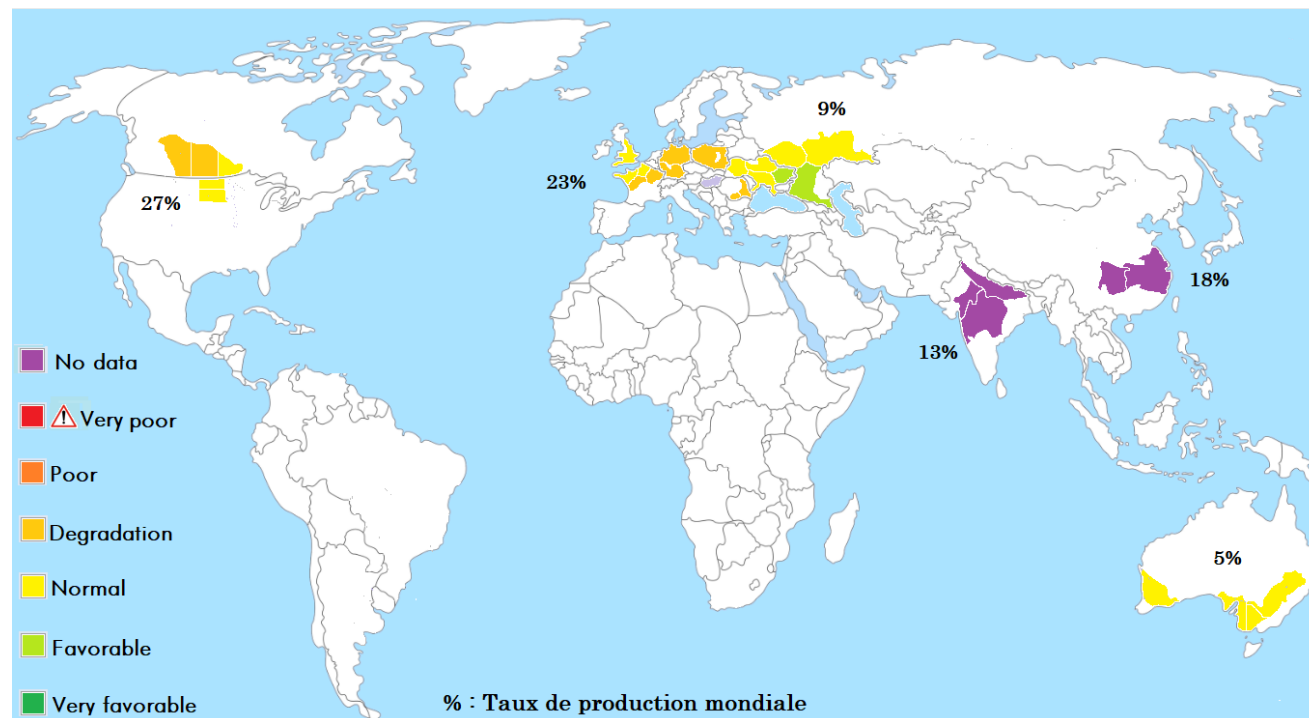 9%
23%
27%
18%
13%
5%
No data
! Very poor
Poor
Degradation
Normal
Favorable
Very favorable
% : Taux de production mondiale